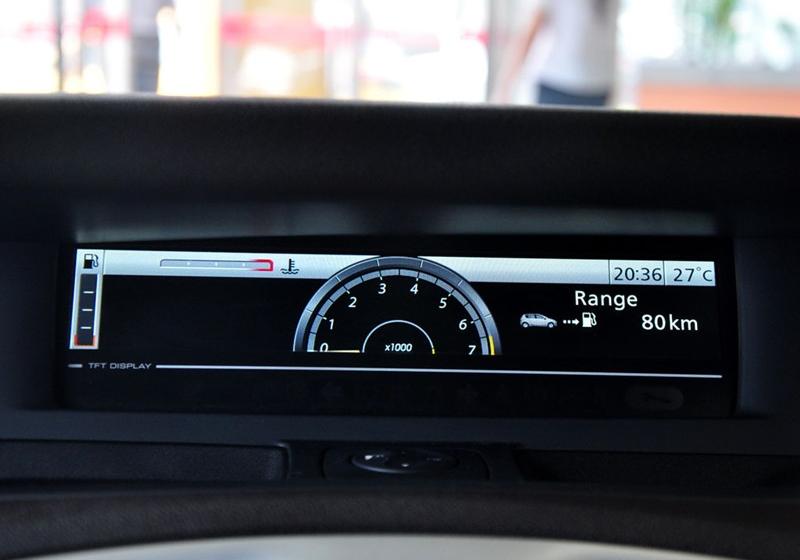 20:36 27°C
Range
80km
0 1 2 3 4 5 6 7
x1000
TFT DISPLAY